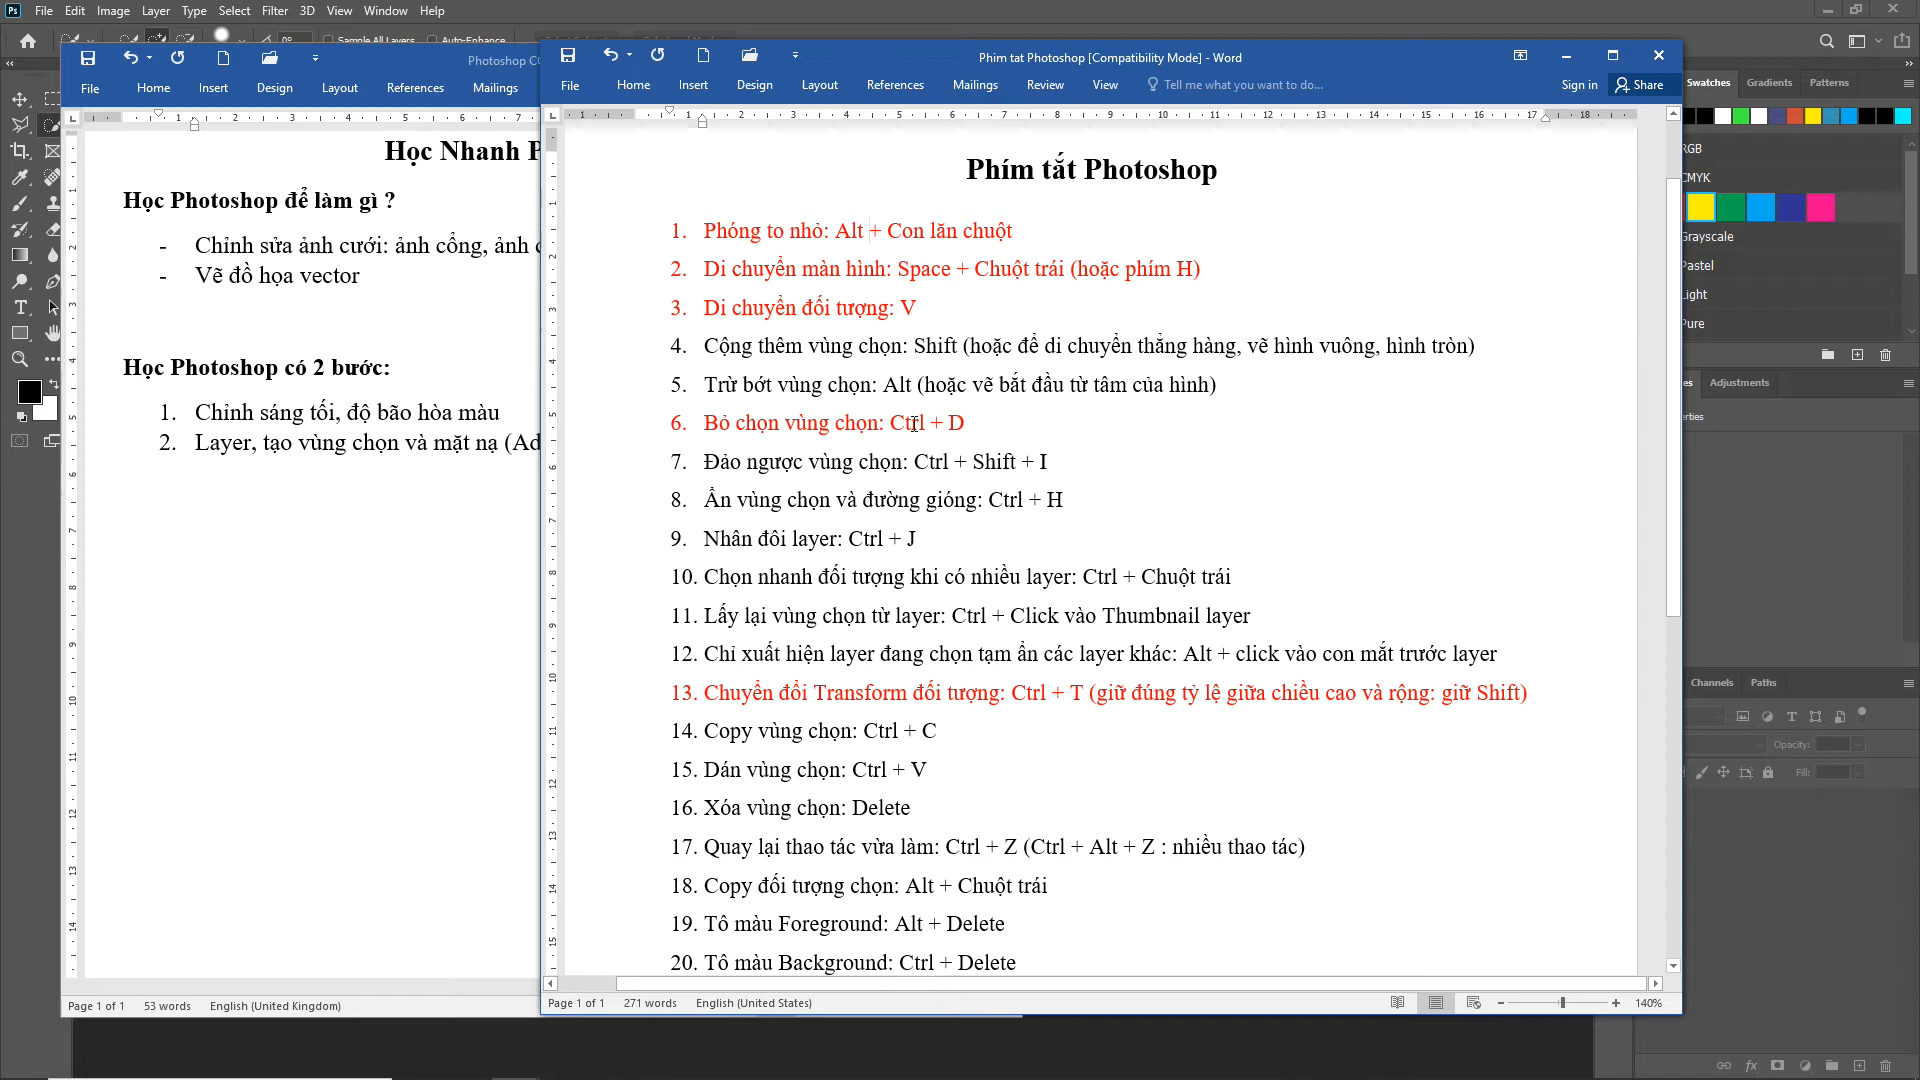 File Edit Image Layer Type Select Filter 3D View Window Help
Phim tat Photoshop [Compatibility Mode] - Word
File Home Insert Design Layout References Mailings Review View Tell me what you want to do... Sign in Share
Phím tắt Photoshop
1. Phóng to nhỏ: Alt + Con lăn chuột
2. Di chuyển màn hình: Space + Chuột trái (hoặc phím H)
3. Di chuyển đối tượng: V
4. Cộng thêm vùng chọn: Shift (hoặc để di chuyển thẳng hàng, vẽ hình vuông, hình tròn)
5. Trừ bớt vùng chọn: Alt (hoặc vẽ bắt đầu từ tâm của hình)
6. Bỏ chọn vùng chọn: Ctrl + D
7. Đảo ngược vùng chọn: Ctrl + Shift + I
8. Ẩn vùng chọn và đường gióng: Ctrl + H
9. Nhân đôi layer: Ctrl + J
10. Chọn nhanh đối tượng khi có nhiều layer: Ctrl + Chuột trái
11. Lấy lại vùng chọn từ layer: Ctrl + Click vào Thumbnail layer
12. Chỉ xuất hiện layer đang chọn tạm ẩn các layer khác: Alt + click vào con mắt trước layer
13. Chuyển đổi Transform đối tượng: Ctrl + T (giữ đúng tỷ lệ giữa chiều cao và rộng: giữ Shift)
14. Copy vùng chọn: Ctrl + C
15. Dán vùng chọn: Ctrl + V
16. Xóa vùng chọn: Delete
17. Quay lại thao tác vừa làm: Ctrl + Z (Ctrl + Alt + Z : nhiều thao tác)
18. Copy đối tượng chọn: Alt + Chuột trái
19. Tô màu Foreground: Alt + Delete
20. Tô màu Background: Ctrl + Delete
Page 1 of 1 271 words English (United States) 140%
Photoshop CC
File Home Insert Design Layout References Mailings
Học Nhanh P
Học Photoshop để làm gì ?
- Chỉnh sửa ảnh cưới: ảnh cổng, ảnh
- Vẽ đồ họa vector
Học Photoshop có 2 bước:
1. Chỉnh sáng tối, độ bão hòa màu
2. Layer, tạo vùng chọn và mặt nạ (Ad
Page 1 of 1 53 words English (United Kingdom)
Swatches Gradients Patterns
RGB
CMYK
Grayscale
Pastel
Light
Pure
Adjustments
Channels Paths
Opacity:
Fill: